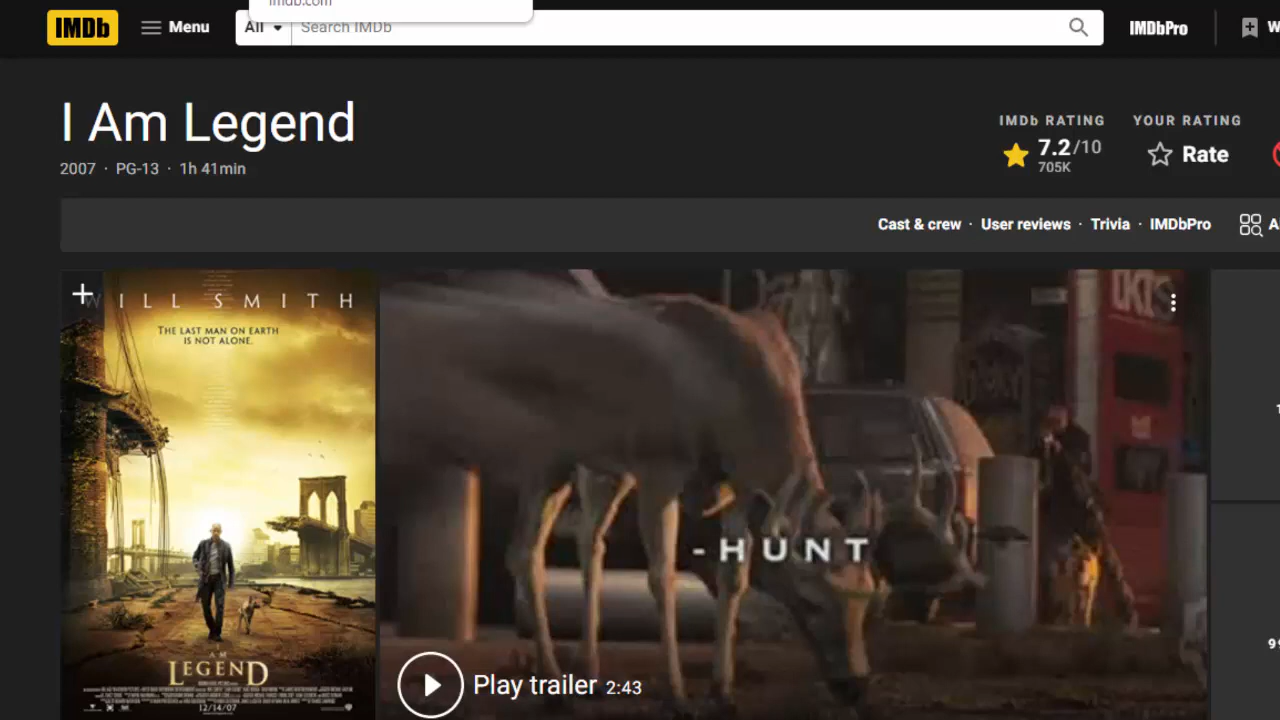 imdb.com
IMDb
Menu
All
Search IMDb
IMDbPro
W
I Am Legend
2007 · PG-13 · 1h 41min
IMDb RATING
7.2/10
705K
YOUR RATING
Rate
Cast & crew · User reviews · Trivia · IMDbPro
A
WILL SMITH
THE LAST MAN ON EARTH
IS NOT ALONE.
- HUNT
I AM
LEGEND
12/14/07
Play trailer 2:43